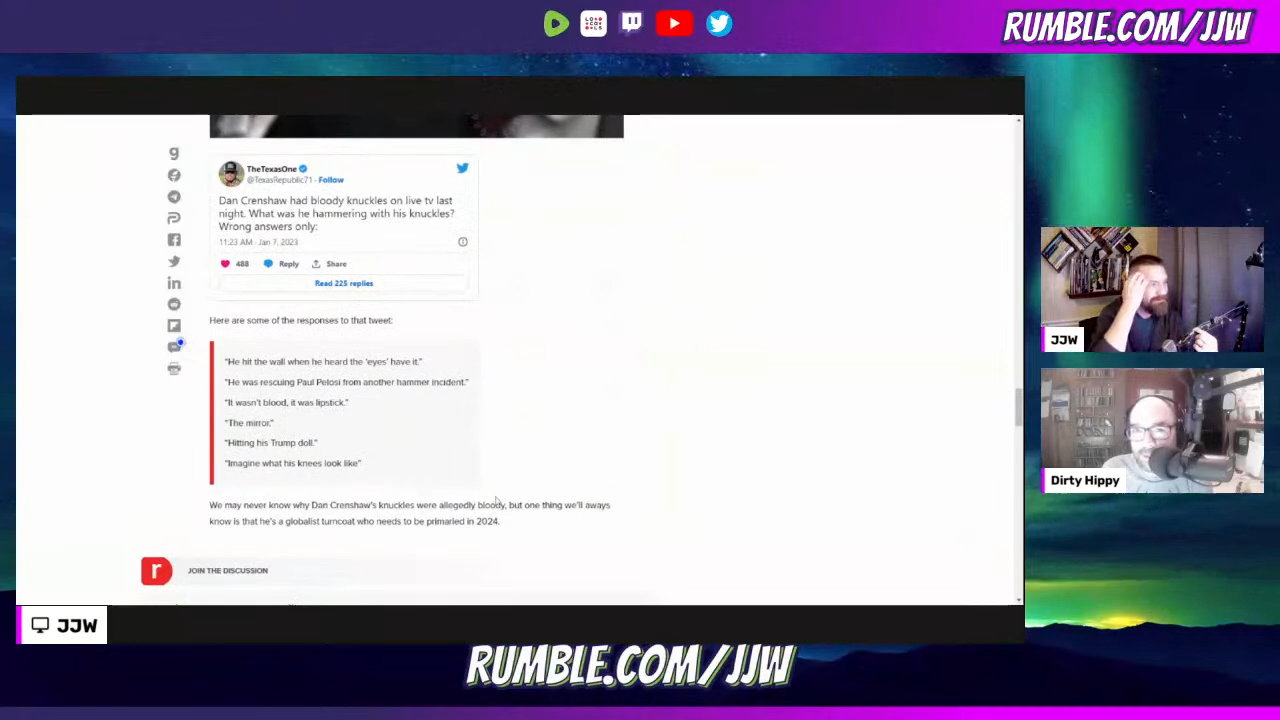 RUMBLE.COM/JJW
TheTexasOne
@TexasRepublic71 · Follow
Dan Crenshaw had bloody knuckles on live tv last
night. What was he hammering with his knuckles?
Wrong answers only:
11:23 AM · Jan 7, 2023
488 Reply Share
Read 225 replies
Here are some of the responses to that tweet:
"He hit the wall when he heard the 'eyes' have it."
"He was rescuing Paul Pelosi from another hammer incident."
"It wasn't blood, it was lipstick."
"The mirror."
"Hitting his Trump doll."
"Imagine what his knees look like"
We may never know why Dan Crenshaw's knuckles were allegedly bloody, but one thing we'll aways
know is that he's a globalist turncoat who needs to be primaried in 2024.
r JOIN THE DISCUSSION
JJW
Dirty Hippy
JJW
RUMBLE.COM/JJW